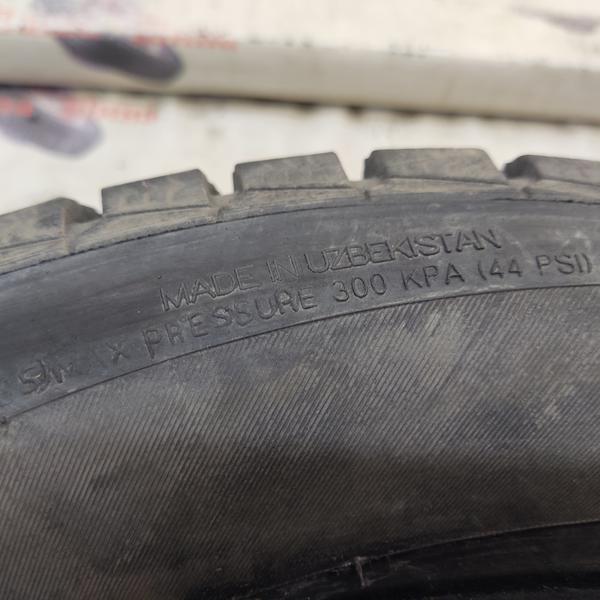 MADE IN UZBEKISTAN
PRESSURE 300 KPA (44 PSI)